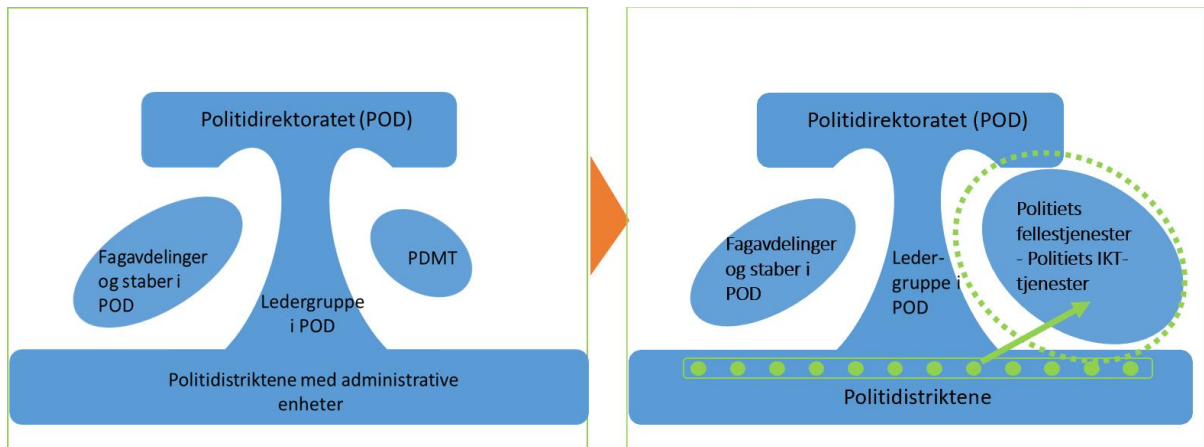 Politidirektoratet (POD)
Fagavdelinger
og staber i
POD
PDMT
Ledergruppe
i POD
Politidistriktene med administrative
enheter
Politidirektoratet (POD)
Politiets
fellestjenester
- Politiets IKT-
tjenester
Fagavdelinger
og staber i
POD
Leder-
gruppe i
POD
Politidistriktene